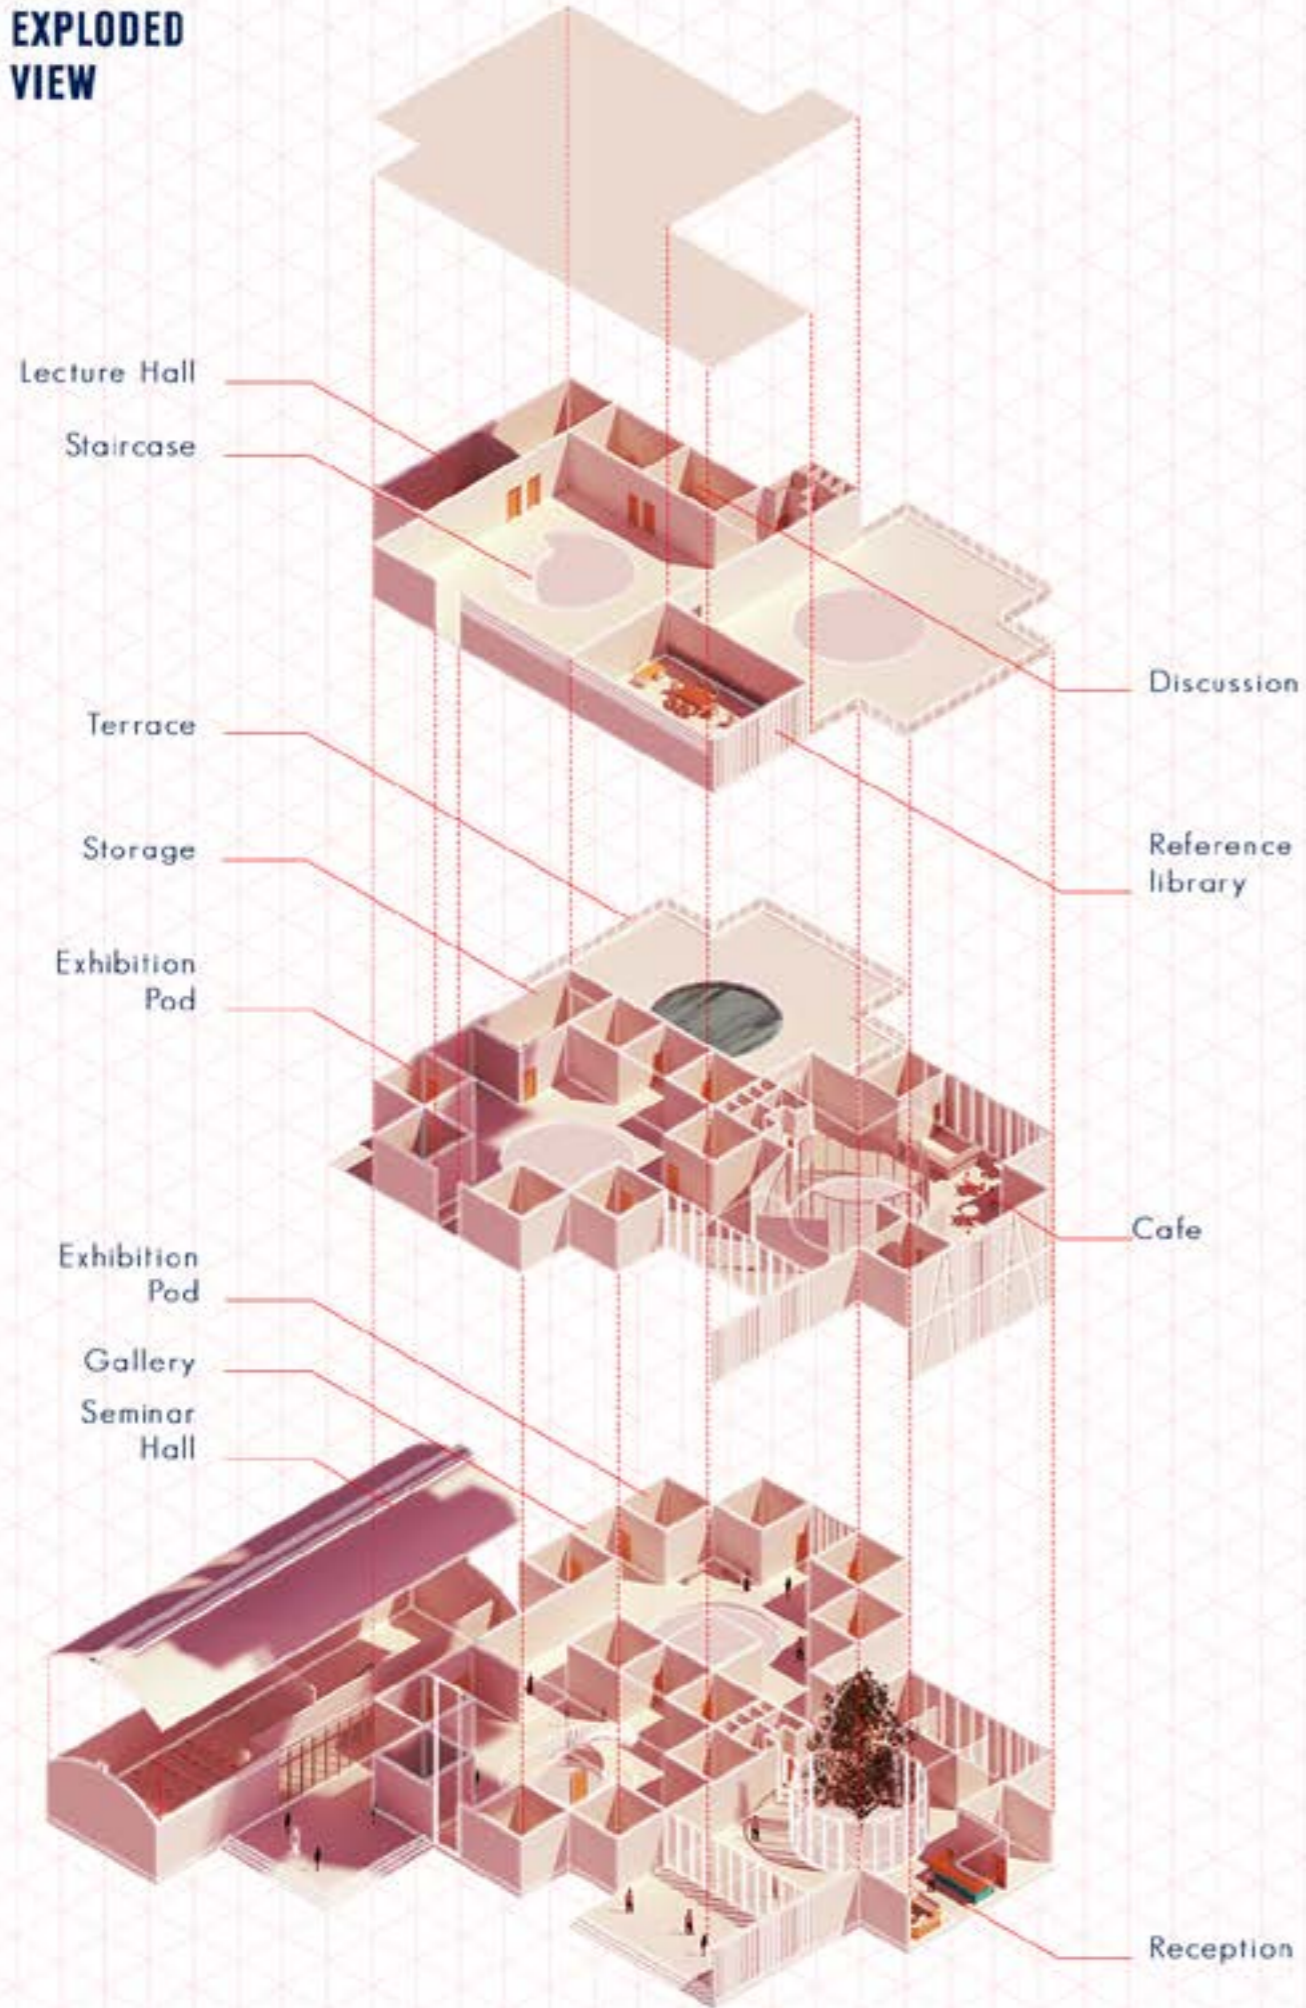 EXPLODED
VIEW
Lecture Hall
Staircase
Discussion
Terrace
Storage
Reference
library
Exhibition
Pod
Cafe
Exhibition
Pod
Gallery
Seminar
Hall
Reception